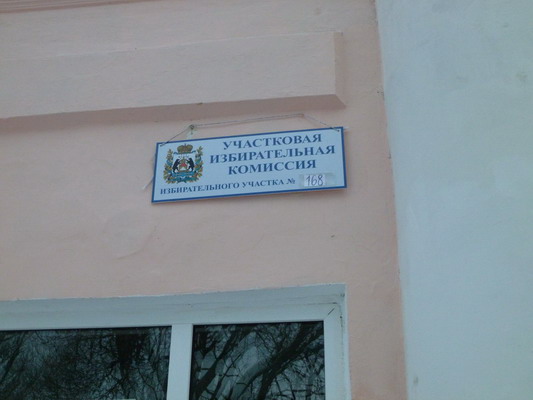 УЧАСТКОВАЯ
ИЗБИРАТЕЛЬНАЯ
КОМИССИЯ
ИЗБИРАТЕЛЬНОГО УЧАСТКА № 168